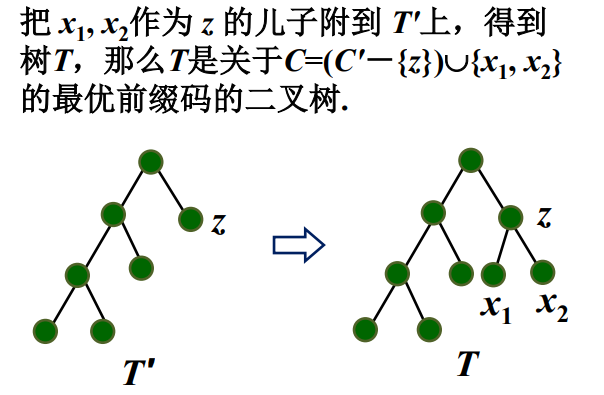 把 x₁, x₂作为 z 的儿子附到 T′上，得到
树T，那么T是关于C=(C′－{z})∪{x₁, x₂}
的最优前缀码的二叉树.
z
z
x₁ x₂
T′
T